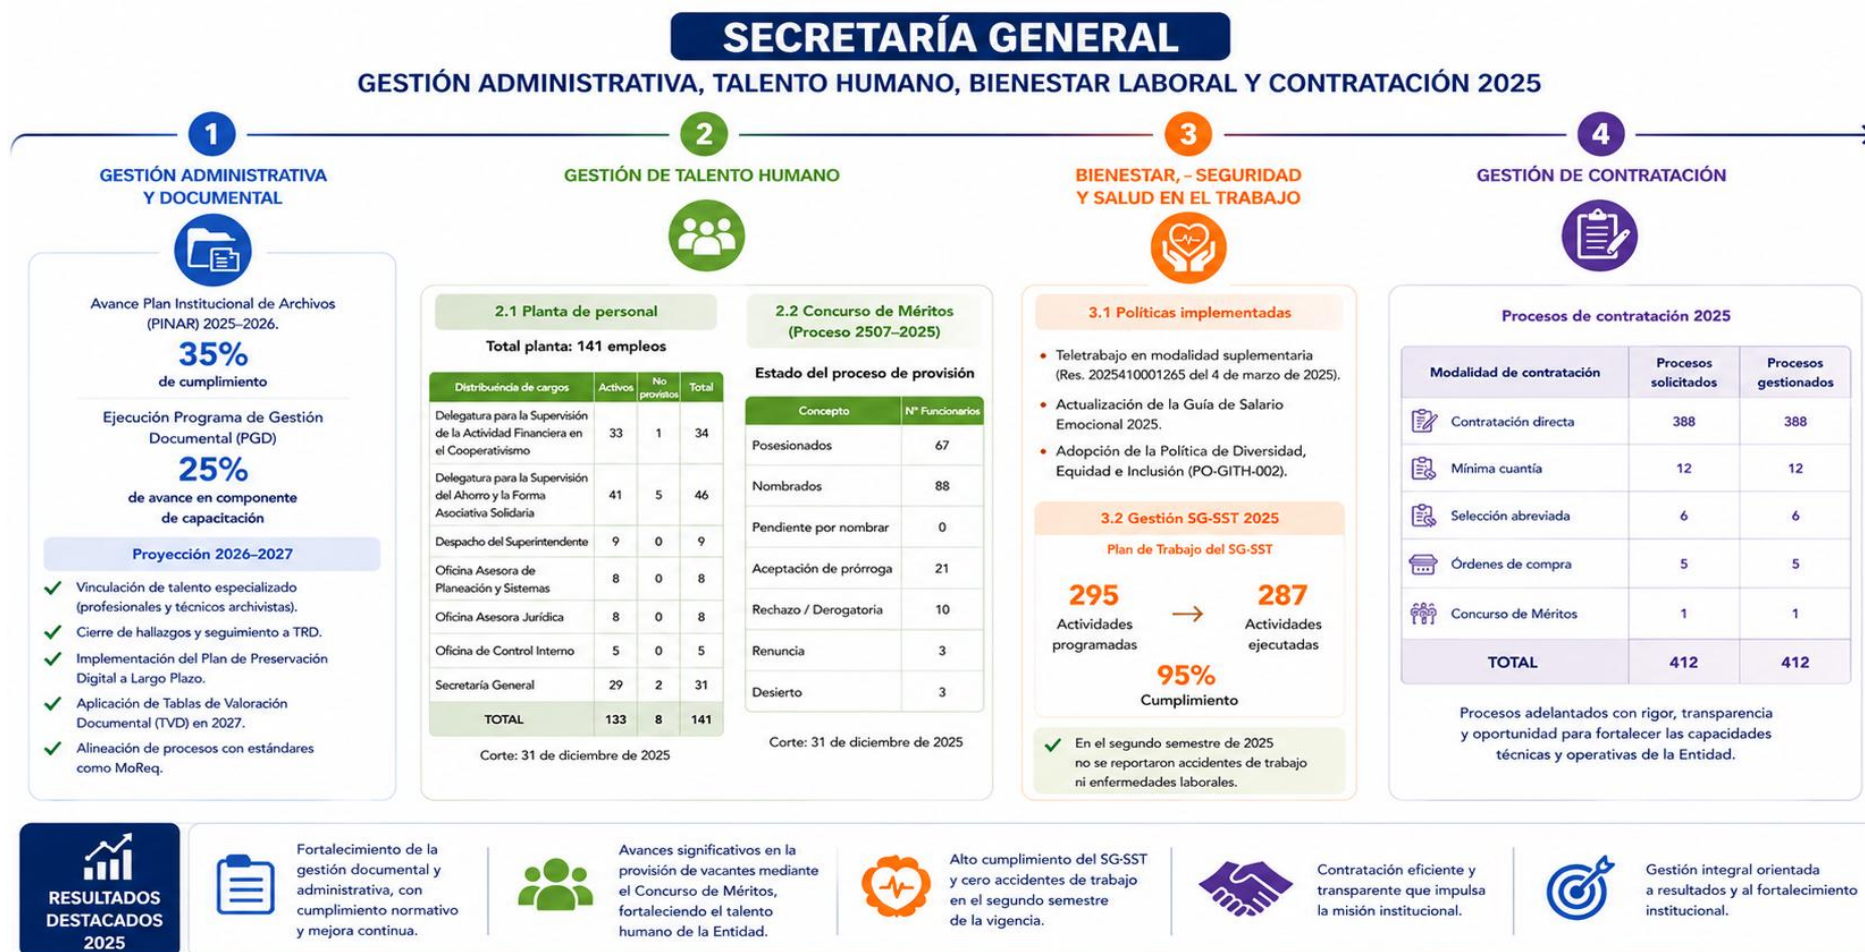 SECRETARÍA GENERAL
GESTIÓN ADMINISTRATIVA, TALENTO HUMANO, BIENESTAR LABORAL Y CONTRATACIÓN 2025
1
GESTIÓN ADMINISTRATIVA
Y DOCUMENTAL
Avance Plan Institucional de Archivos
(PINAR) 2025–2026.
35%
de cumplimiento
Ejecución Programa de Gestión
Documental (PGD)
25%
de avance en componente
de capacitación
Proyección 2026–2027
Vinculación de talento especializado
(profesionales y técnicos archivistas).
Cierre de hallazgos y seguimiento a TRD.
Implementación del Plan de Preservación
Digital a Largo Plazo.
Aplicación de Tablas de Valoración
Documental (TVD) en 2027.
Alineación de procesos con estándares
como MoReq.
2
GESTIÓN DE TALENTO HUMANO
2.1 Planta de personal
Total planta: 141 empleos
Distribuéncia de cargos Activos No provistos Total
Delegatura para la Supervisión
de la Actividad Financiera en
el Cooperativismo
33 1 34
Delegatura para la Supervisión
del Ahorro y la Forma
Asociativa Solidaria
41 5 46
Despacho del Superintendente 9 0 9
Oficina Asesora de
Planeación y Sistemas
8 0 8
Oficina Asesora Jurídica 8 0 8
Oficina de Control Interno 5 0 5
Secretaría General 29 2 31
TOTAL 133 8 141
Corte: 31 de diciembre de 2025
2.2 Concurso de Méritos
(Proceso 2507–2025)
Estado del proceso de provisión
Concepto N° Funcionarios
Posesionados 67
Nombrados 88
Pendiente por nombrar 0
Aceptación de prórroga 21
Rechazo / Derogatoria 10
Renuncia 3
Desierto 3
Corte: 31 de diciembre de 2025
3
BIENESTAR, – SEGURIDAD
Y SALUD EN EL TRABAJO
3.1 Políticas implementadas
• Teletrabajo en modalidad suplementaria
(Res. 2025410001265 del 4 de marzo de 2025).
• Actualización de la Guía de Salario
Emocional 2025.
• Adopción de la Política de Diversidad,
Equidad e Inclusión (PO-GITH-002).
3.2 Gestión SG-SST 2025
Plan de Trabajo del SG-SST
295 → 287
Actividades programadas
Actividades ejecutadas
95%
Cumplimiento
En el segundo semestre de 2025
no se reportaron accidentes de trabajo
ni enfermedades laborales.
4
GESTIÓN DE CONTRATACIÓN
Procesos de contratación 2025
Modalidad de contratación Procesos solicitados Procesos gestionados
Contratación directa 388 388
Mínima cuantía 12 12
Selección abreviada 6 6
Órdenes de compra 5 5
Concurso de Méritos 1 1
TOTAL 412 412
Procesos adelantados con rigor, transparencia
y oportunidad para fortalecer las capacidades
técnicas y operativas de la Entidad.
RESULTADOS
DESTACADOS
2025
Fortalecimiento de la
gestión documental y
administrativa, con
cumplimiento normativo
y mejora continua.
Avances significativos en la
provisión de vacantes mediante
el Concurso de Méritos,
fortaleciendo el talento
humano de la Entidad.
Alto cumplimiento del SG-SST
y cero accidentes de trabajo
en el segundo semestre
de la vigencia.
Contratación eficiente y
transparente que impulsa
la misión institucional.
Gestión integral orientada
a resultados y al fortalecimiento
institucional.